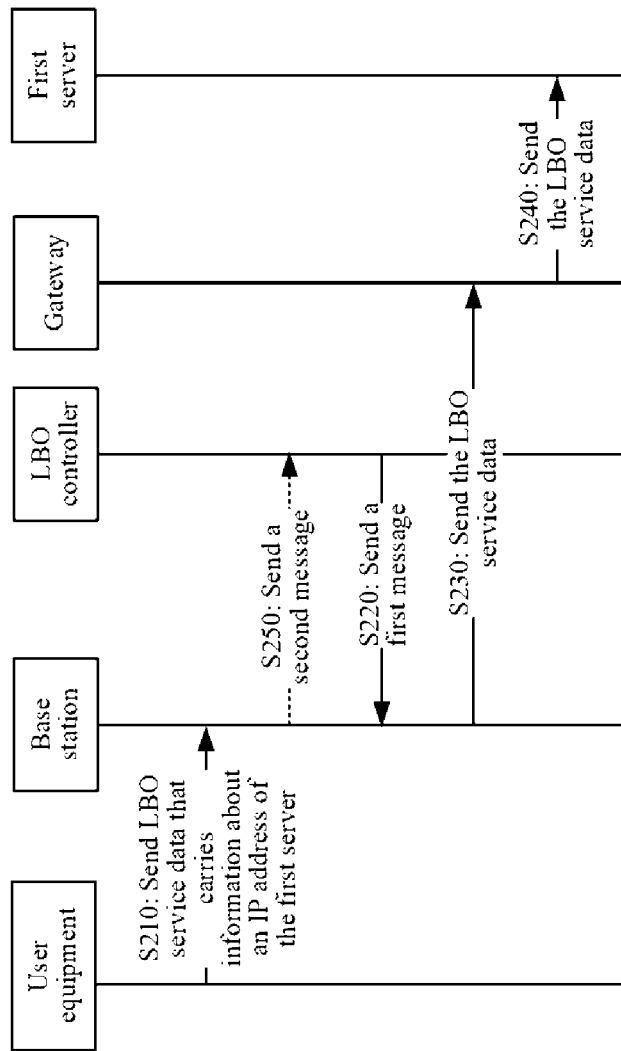 User
equipment
Base
station
LBO
controller
Gateway
First
server
S210: Send LBO
service data that
carries
information about
an IP address of
the first server
S250: Send a
second message
S220: Send a
first message
S230: Send the LBO
service data
S240: Send
the LBO
service data